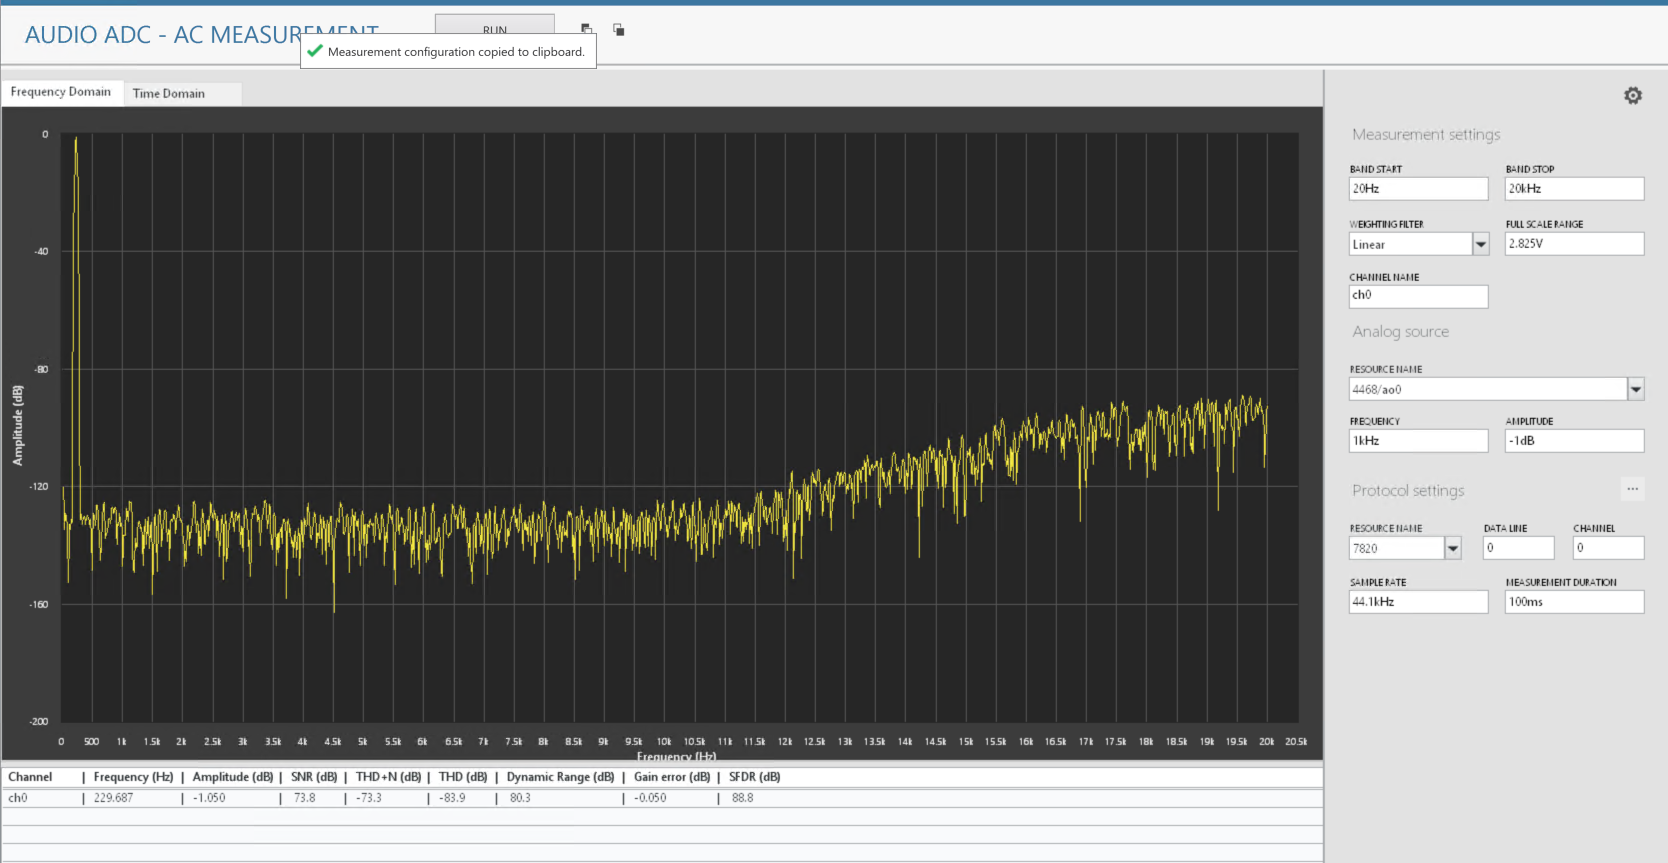 AUDIO ADC - AC MEASUREMENT
RUN
Measurement configuration copied to clipboard.
Frequency Domain
Time Domain
0
-40
-80
-120
-160
-200
Amplitude (dB)
0 500 1k 1.5k 2k 2.5k 3k 3.5k 4k 4.5k 5k 5.5k 6k 6.5k 7k 7.5k 8k 8.5k 9k 9.5k 10k 10.5k 11k 11.5k 12k 12.5k 13k 13.5k 14k 14.5k 15k 15.5k 16k 16.5k 17k 17.5k 18k 18.5k 19k 19.5k 20k 20.5k
Frequency (Hz)
Channel | Frequency (Hz) | Amplitude (dB) | SNR (dB) | THD+N (dB) | THD (dB) | Dynamic Range (dB) | Gain error (dB) | SFDR (dB)
ch0 | 229.687 | -1.050 | 73.8 | -73.3 | -83.9 | 80.3 | -0.050 | 88.8
Measurement settings
BAND START
BAND STOP
20Hz
20kHz
WEIGHTING FILTER
FULL SCALE RANGE
Linear
2.825V
CHANNEL NAME
ch0
Analog source
RESOURCE NAME
4468/ao0
FREQUENCY
AMPLITUDE
1kHz
-1dB
Protocol settings
...
RESOURCE NAME
DATA LINE
CHANNEL
7820
0
0
SAMPLE RATE
MEASUREMENT DURATION
44.1kHz
100ms